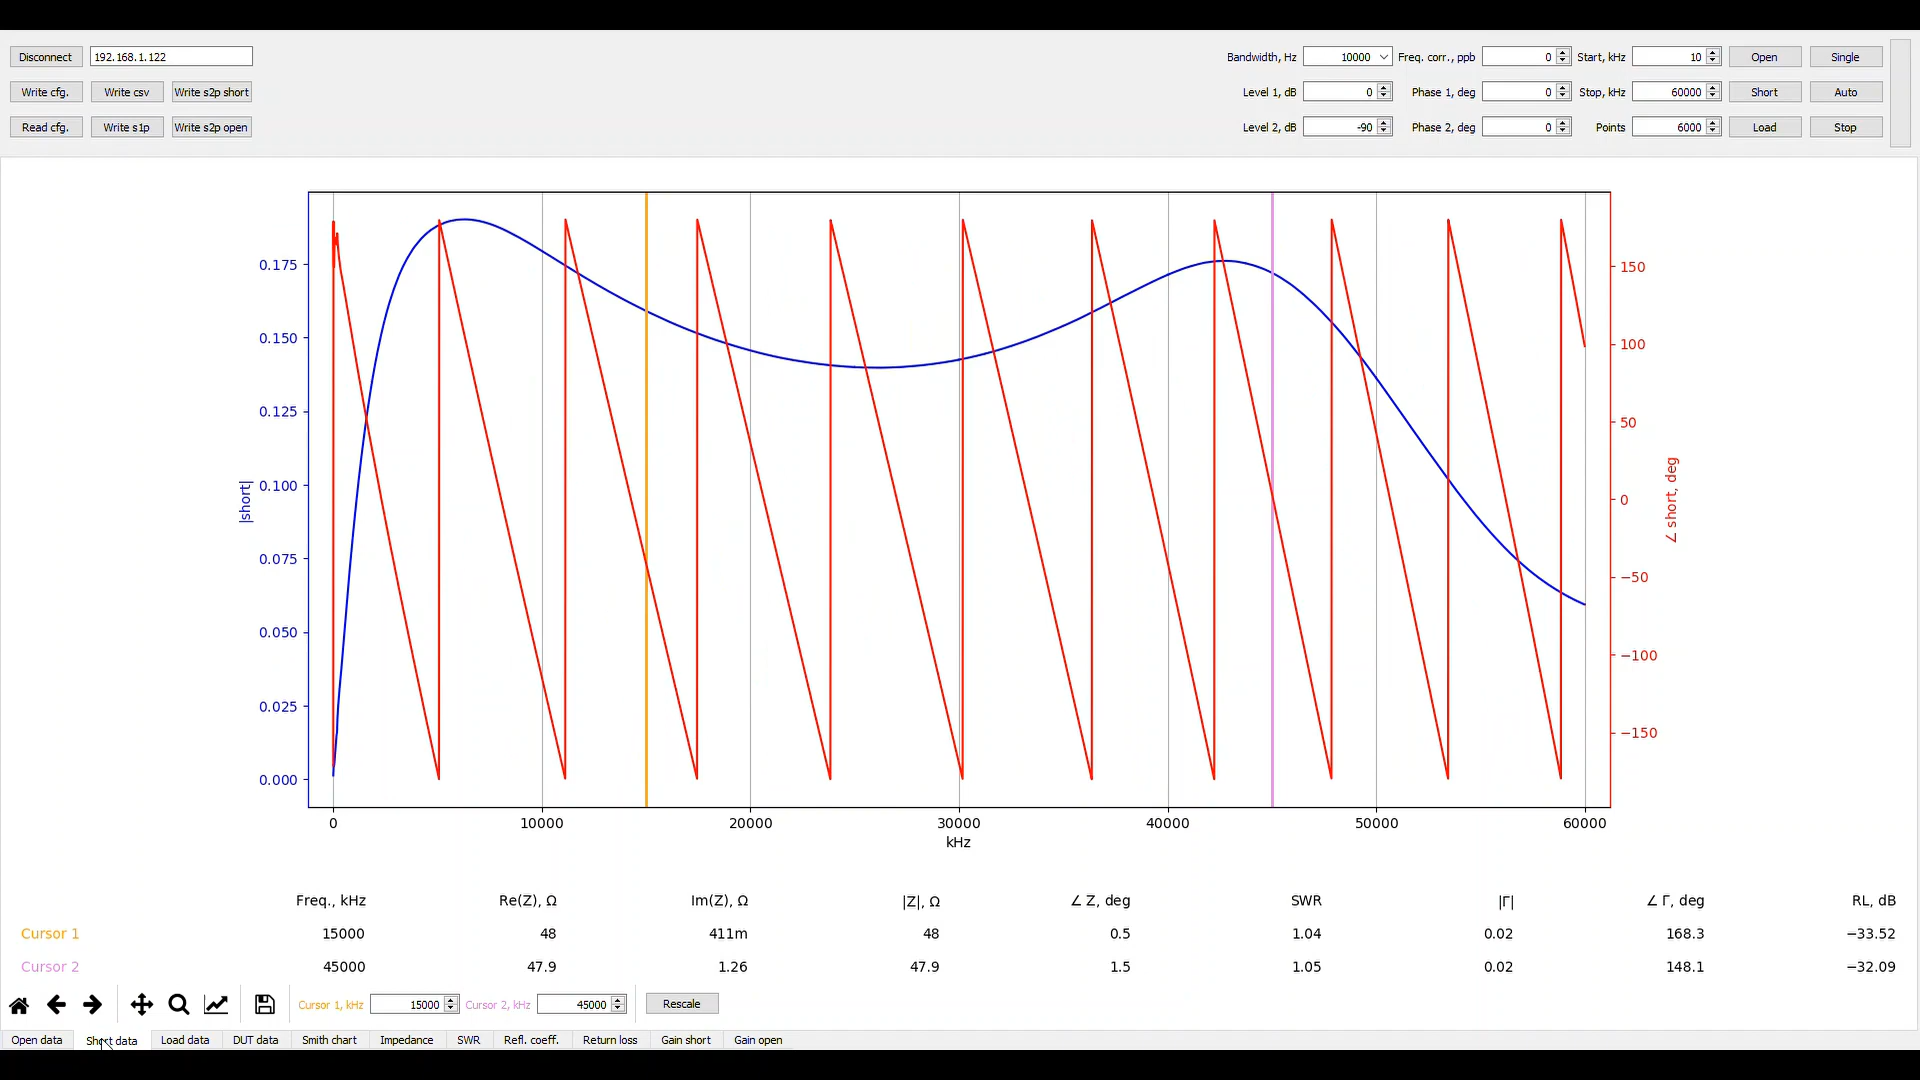 Disconnect 192.168.1.122 Bandwidth, Hz 10000 Freq. corr., ppb 0 Start, kHz 10 Open Single
Write cfg. Write csv Write s2p short Level 1, dB 0 Phase 1, deg 0 Stop, kHz 60000 Short Auto
Read cfg. Write s1p Write s2p open Level 2, dB -90 Phase 2, deg 0 Points 6000 Load Stop
|short|
0.175
0.150
0.125
0.100
0.075
0.050
0.025
0.000
150
100
50
0
−50
−100
−150
∠ short, deg
0 10000 20000 30000 40000 50000 60000
kHz
Freq., kHz Re(Z), Ω Im(Z), Ω |Z|, Ω ∠ Z, deg SWR |Γ| ∠ Γ, deg RL, dB
Cursor 1 15000 48 411m 48 0.5 1.04 0.02 168.3 −33.52
Cursor 2 45000 47.9 1.26 47.9 1.5 1.05 0.02 148.1 −32.09
Cursor 1, kHz 15000 Cursor 2, kHz 45000 Rescale
Open data Short data Load data DUT data Smith chart Impedance SWR Refl. coeff. Return loss Gain short Gain open